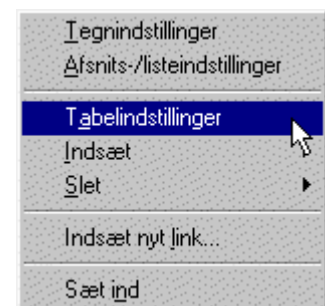 Tegnindstillinger
Afsnits-/listeindstillinger
Tabelindstillinger
Indsæt
Slet
Indsæt nyt link...
Sæt ind